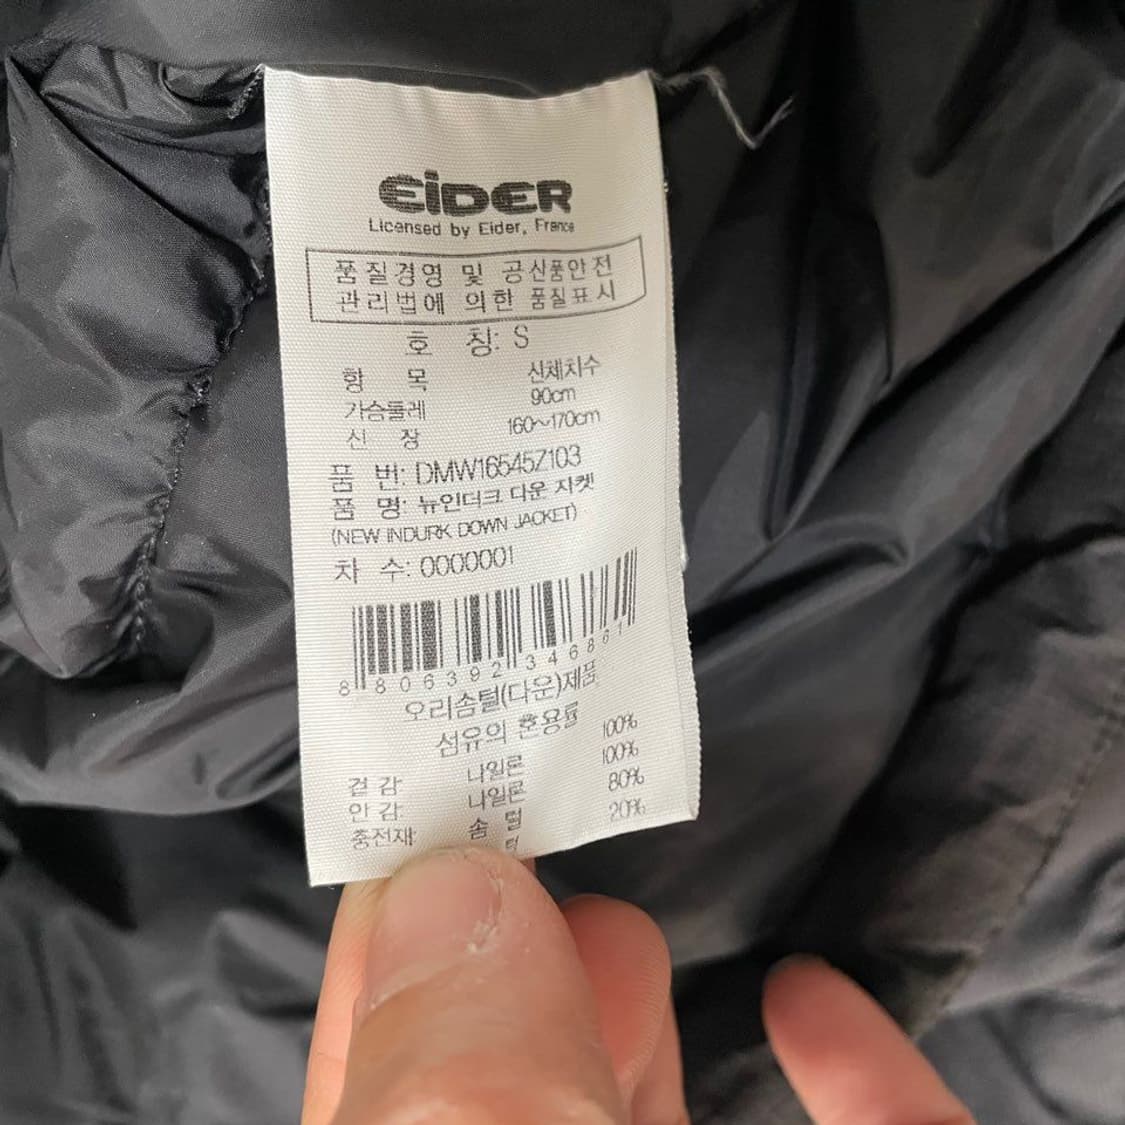 EiDER
Licensed by Eider, France
품질경영 및 공산품안전
관리법에 의한 품질표시
호 칭: S
항 목 신체치수
가슴둘레 90cm
신 장 160~170cm
품 번: DMW16545Z103
품 명: 뉴인더크 다운 자켓
(NEW INDURK DOWN JACKET)
차 수: 0000001
8 806392 346861
오리솜털(다운)제품
섬유의 혼용률
겉감 나일론 100%
안감 나일론 100%
충전재 솜 털 80%
털 20%